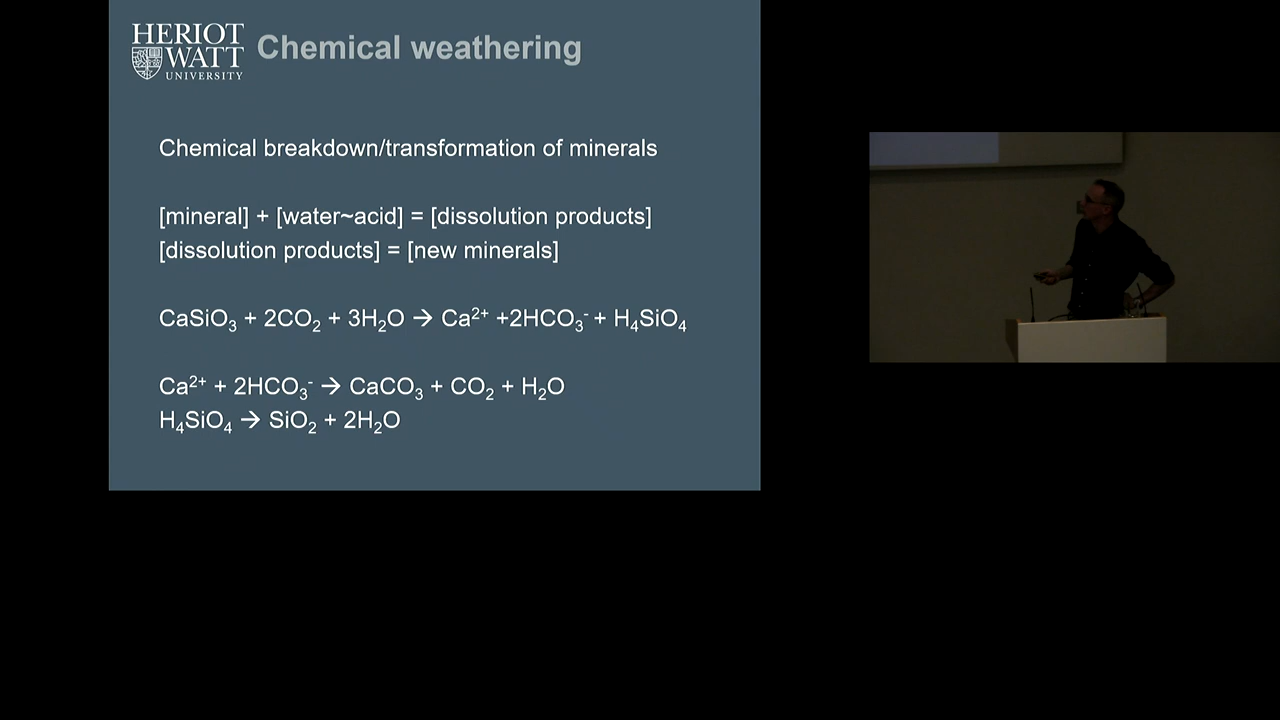 HERIOT
WATT
UNIVERSITY
Chemical weathering
Chemical breakdown/transformation of minerals
[mineral] + [water~acid] = [dissolution products]
[dissolution products] = [new minerals]
CaSiO₃ + 2CO₂ + 3H₂O → Ca²⁺ +2HCO₃⁻ + H₄SiO₄
Ca²⁺ + 2HCO₃⁻ → CaCO₃ + CO₂ + H₂O
H₄SiO₄ → SiO₂ + 2H₂O